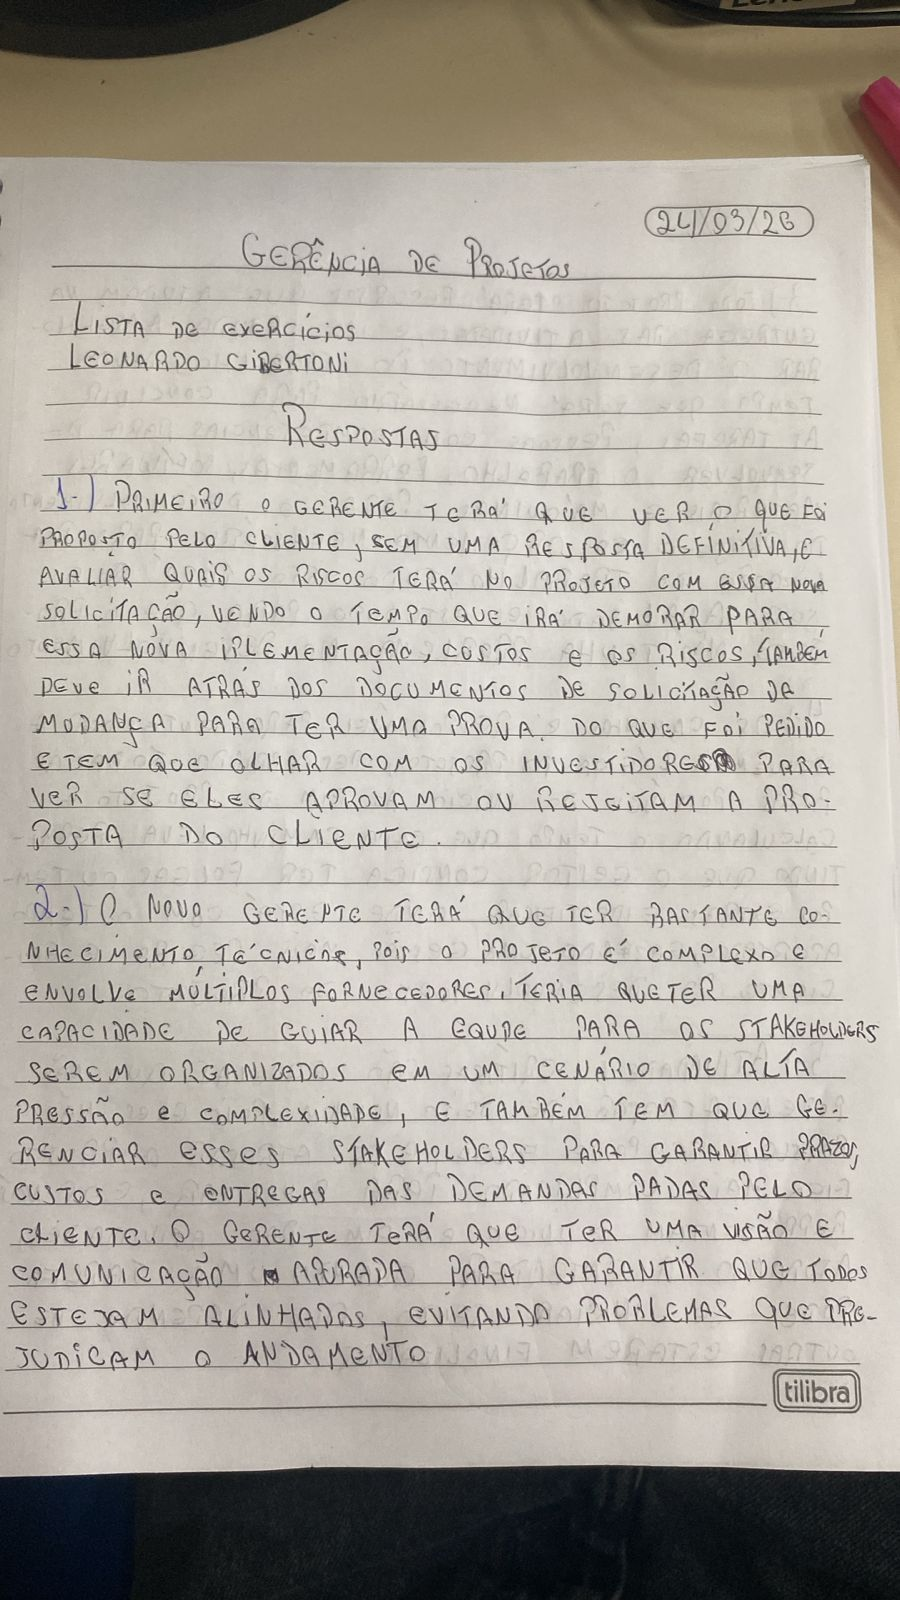 24/03/26
GERÊNCIA DE PROJETOS
LISTA DE EXERCÍCIOS
LEONARDO GIBERTONI
RESPOSTAS
1-) PRIMEIRO O GERENTE TERÁ QUE VER O QUE FOI
PROPOSTO PELO CLIENTE, SEM UMA RESPOSTA DEFINITIVA, E
AVALIAR QUAIS OS RISCOS TERÁ NO PROJETO COM ESSA NOVA
SOLICITAÇÃO, VENDO O TEMPO QUE IRÁ DEMORAR PARA
ESSA NOVA IPLEMENTAÇÃO, CUSTOS E OS RISCOS, TAMBÉM
DEVE IR ATRÁS DOS DOCUMENTOS DE SOLICITAÇÃO DA
MUDANÇA PARA TER UMA PROVA. DO QUE FOI PEDIDO
E TEM QUE OLHAR COM OS INVESTIDORES PARA
VER SE ELES APROVAM OU REJEITAM A PRO-
POSTA DO CLIENTE.
2-) O NOVO GERENTE TERÁ QUE TER BASTANTE CO-
NHECIMENTO TÉCNICO, POIS O PROJETO É COMPLEXO E
ENVOLVE MÚLTIPLOS FORNECEDORES, TERIA QUE TER UMA
CAPACIDADE DE GUIAR A EQUPE PARA OS STAKEHOLDERS
SEREM ORGANIZADOS EM UM CENÁRIO DE ALTA
PRESSÃO E COMPLEXIDADE, E TAMBÉM TEM QUE GE-
RENCIAR ESSES STAKEHOLDERS PARA GARANTIR PRAZO,
CUSTOS E ENTREGAS DAS DEMANDAS DADAS PELO
CLIENTE. O GERENTE TERÁ QUE TER UMA VISÃO E
COMUNICAÇÃO APURADA PARA GARANTIR QUE TODOS
ESTEJAM ALINHADOS, EVITANDO PROBLEMAS QUE PRE-
JUDICAM O ANDAMENTO
tilibra